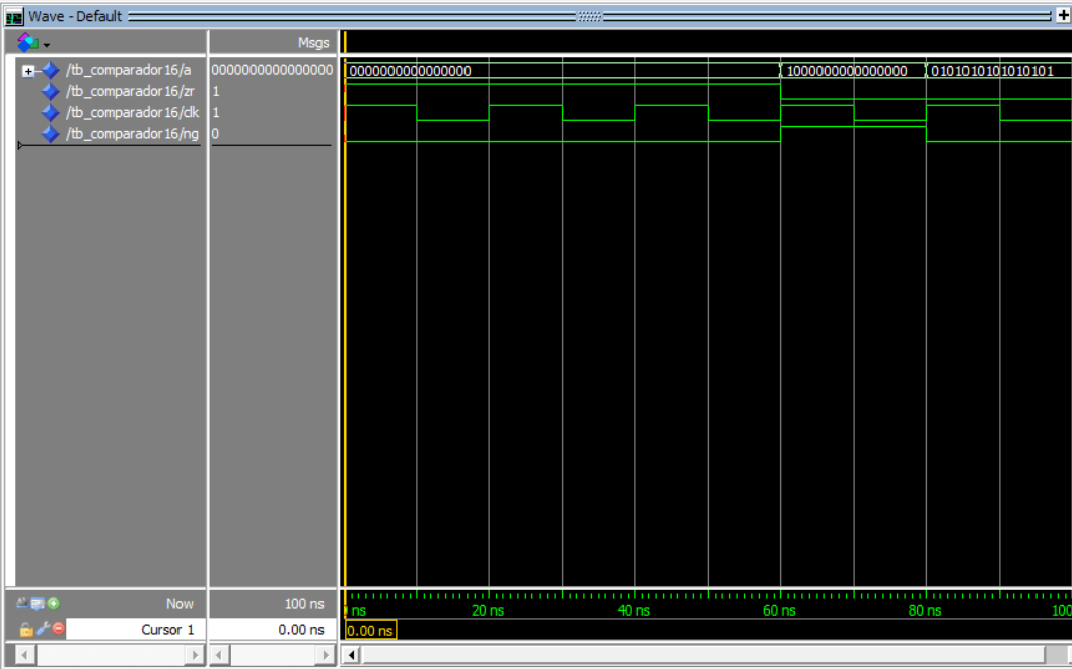 Wave - Default
Msgs
/tb_comparador16/a 0000000000000000 0000000000000000 1000000000000000 0101010101010101
/tb_comparador16/zr 1
/tb_comparador16/clk 1
/tb_comparador16/ng 0
Now 100 ns ns 20 ns 40 ns 60 ns 80 ns 100
Cursor 1 0.00 ns 0.00 ns